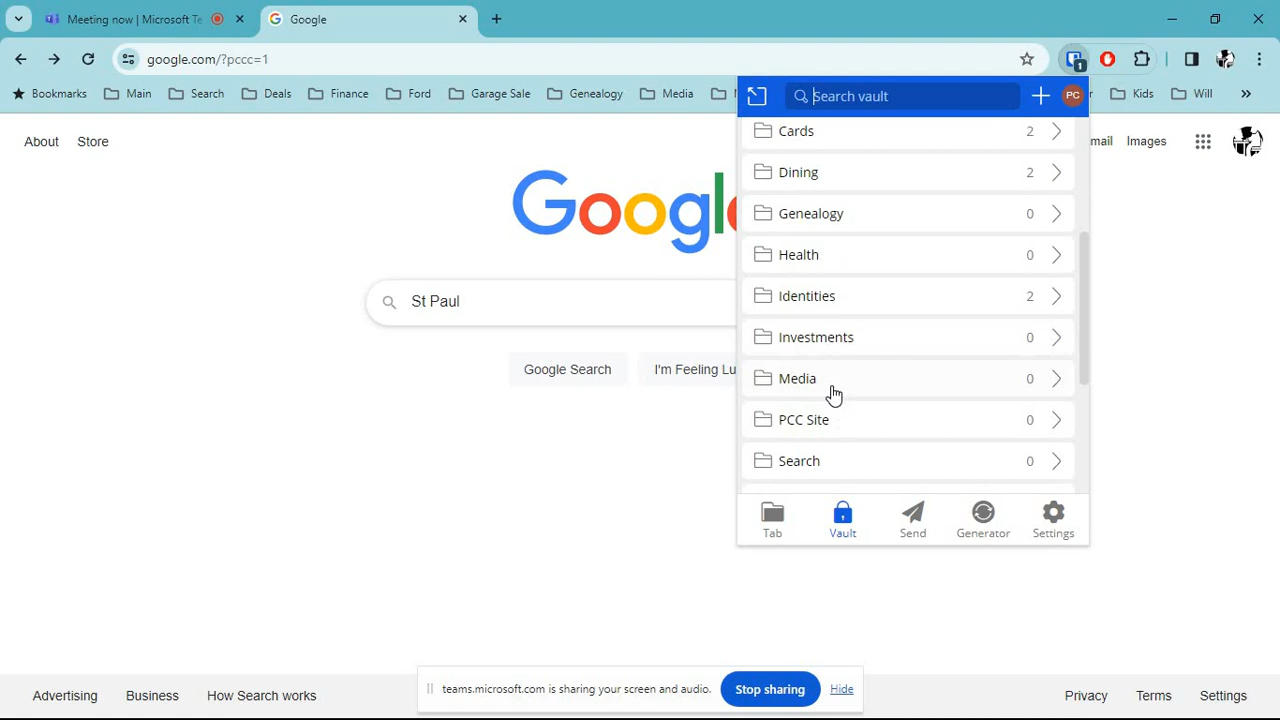 Meeting now | Microsoft Te
Google
google.com/?pccc=1
1
Bookmarks
Main
Search
Deals
Finance
Ford
Garage Sale
Genealogy
Media
Kids
Will
Search vault
PC
About
Store
mail
Images
Google
St Paul
Google Search
I'm Feeling Lu
Cards 2
Dining 2
Genealogy 0
Health 0
Identities 2
Investments 0
Media 0
PCC Site 0
Search 0
Tab
Vault
Send
Generator
Settings
teams.microsoft.com is sharing your screen and audio.
Stop sharing
Hide
Advertising
Business
How Search works
Privacy
Terms
Settings